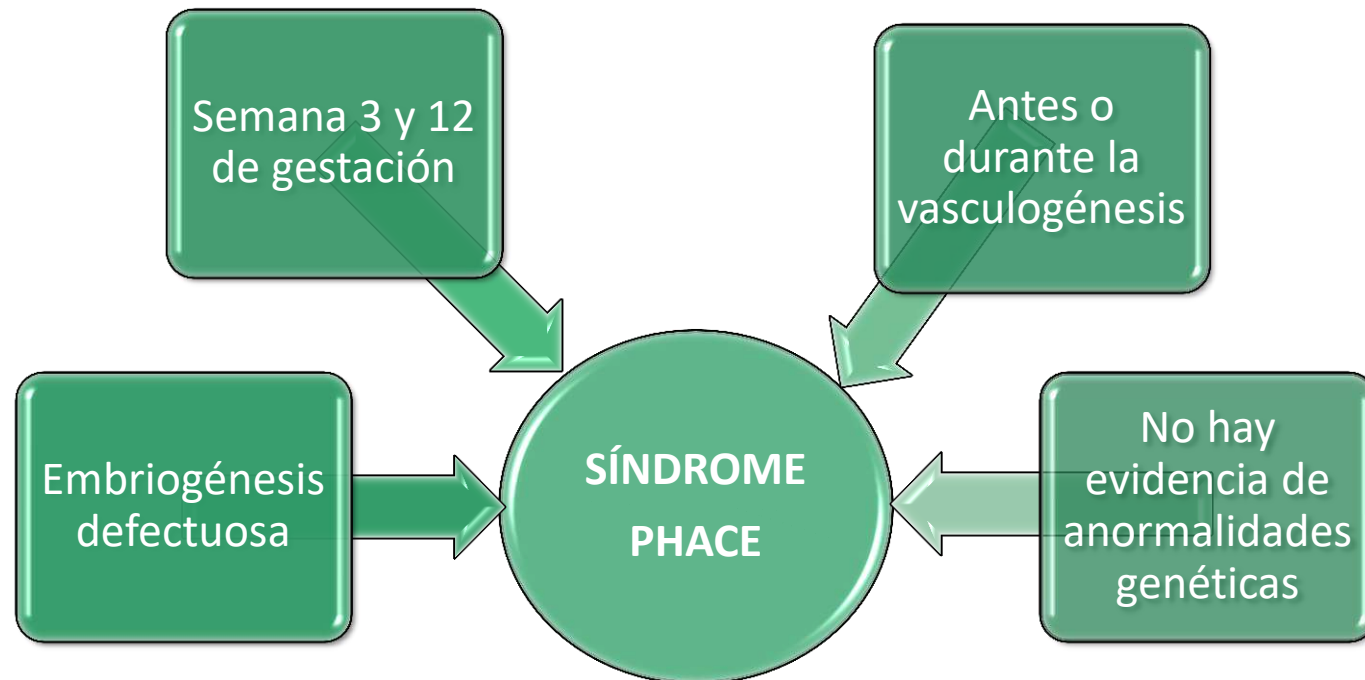 Semana 3 y 12
de gestación
Antes o
durante la
vasculogénesis
Embriogénesis
defectuosa
SÍNDROME
PHACE
No hay
evidencia de
anormalidades
genéticas